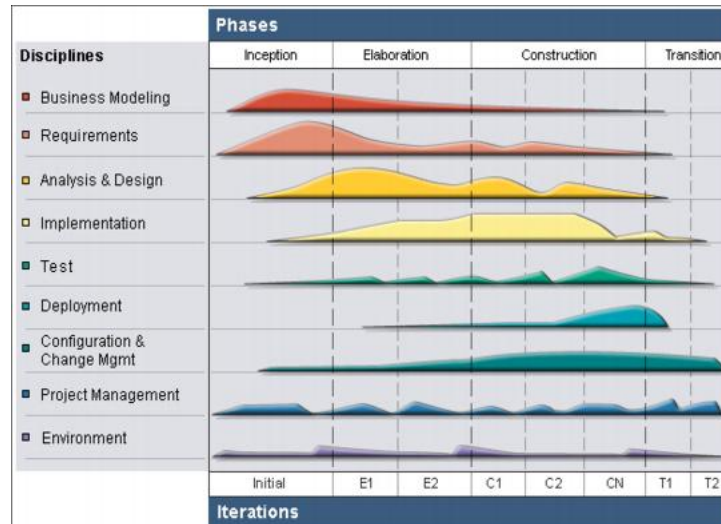 Phases
Disciplines
Inception
Elaboration
Construction
Transition
Business Modeling
Requirements
Analysis & Design
Implementation
Test
Deployment
Configuration &
Change Mgmt
Project Management
Environment
Initial
E1
E2
C1
C2
CN
T1
T2
Iterations